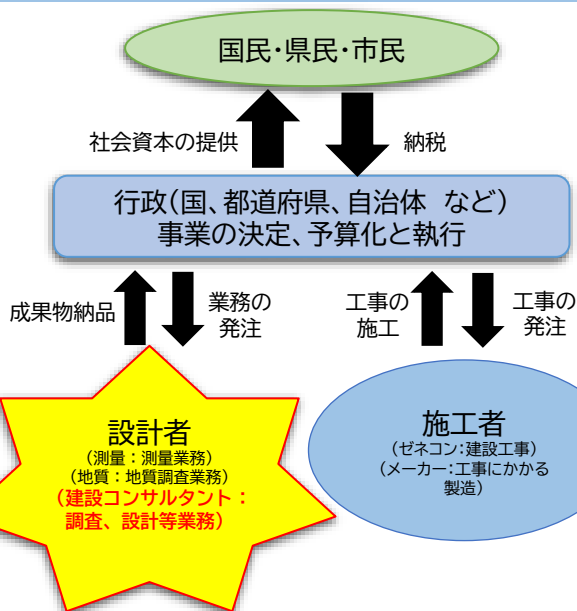 国民・県民・市民
社会資本の提供
納税
行政(国、都道府県、自治体 など)
事業の決定、予算化と執行
成果物納品
業務の
発注
工事の
施工
工事の
発注
設計者
(測量:測量業務)
(地質:地質調査業務)
(建設コンサルタント:
調査、設計等業務)
施工者
(ゼネコン:建設工事)
(メーカー:工事にかかる
製造)